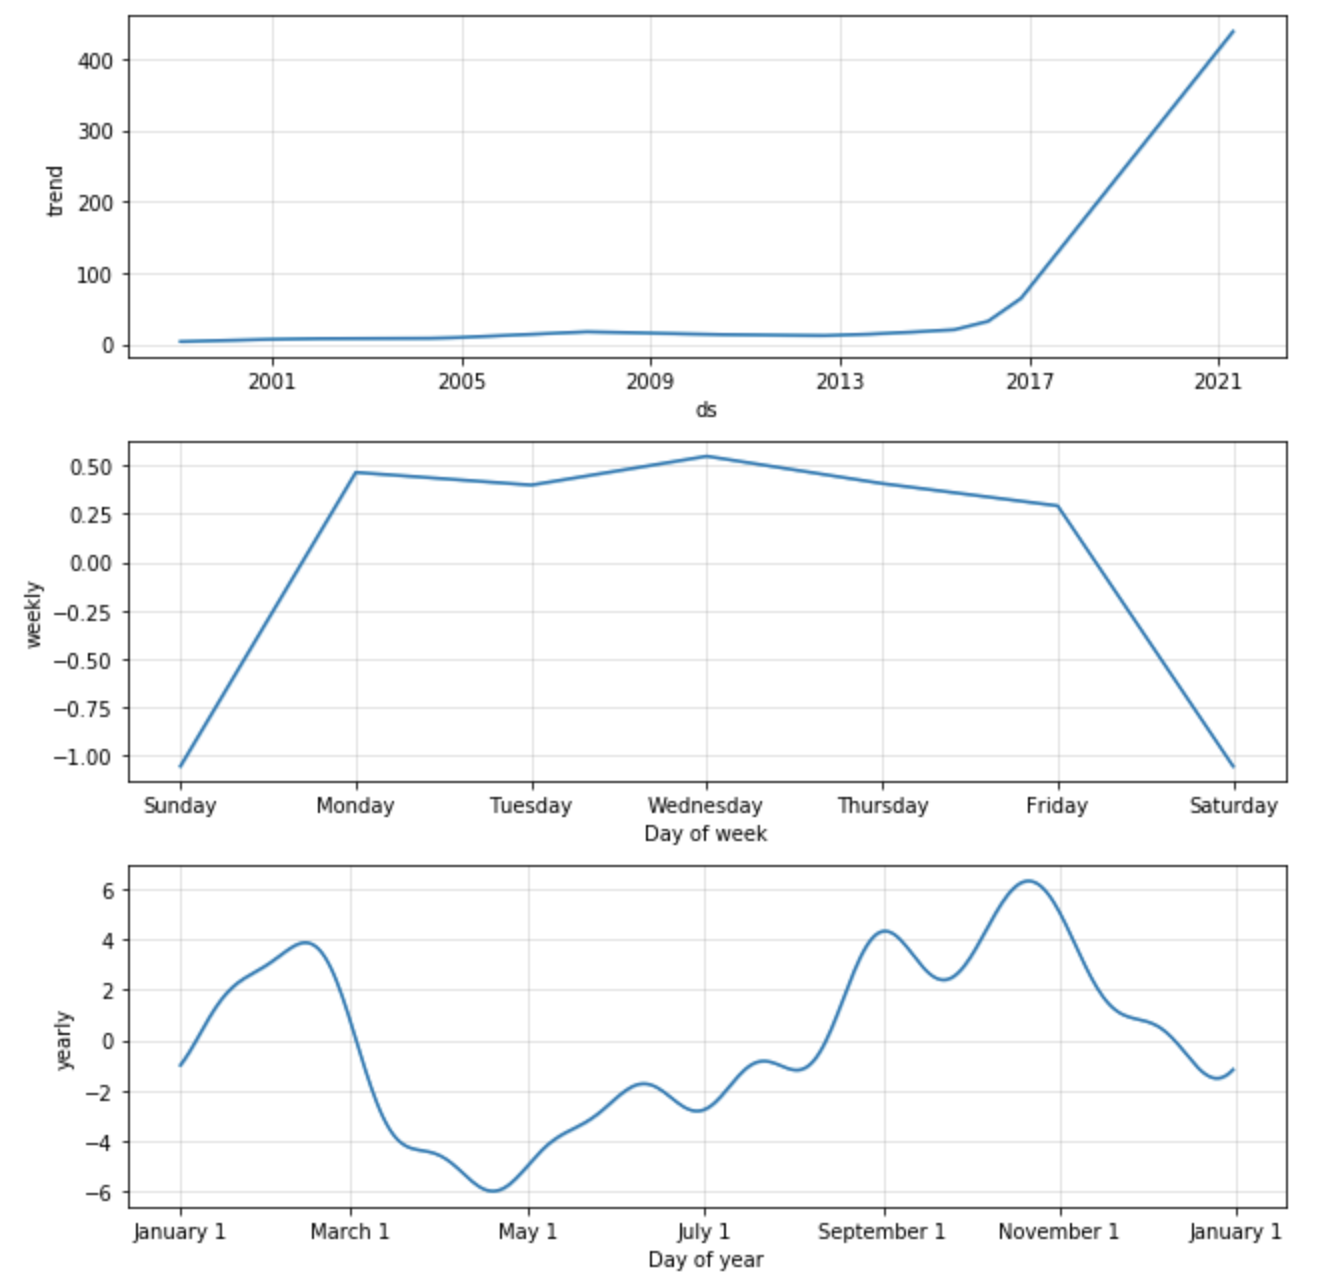 400
300
200
100
0
trend
2001 2005 2009 2013 2017 2021
ds
0.50
0.25
0.00
−0.25
−0.50
−0.75
−1.00
weekly
Sunday Monday Tuesday Wednesday Thursday Friday Saturday
Day of week
6
4
2
0
−2
−4
−6
yearly
January 1 March 1 May 1 July 1 September 1 November 1 January 1
Day of year